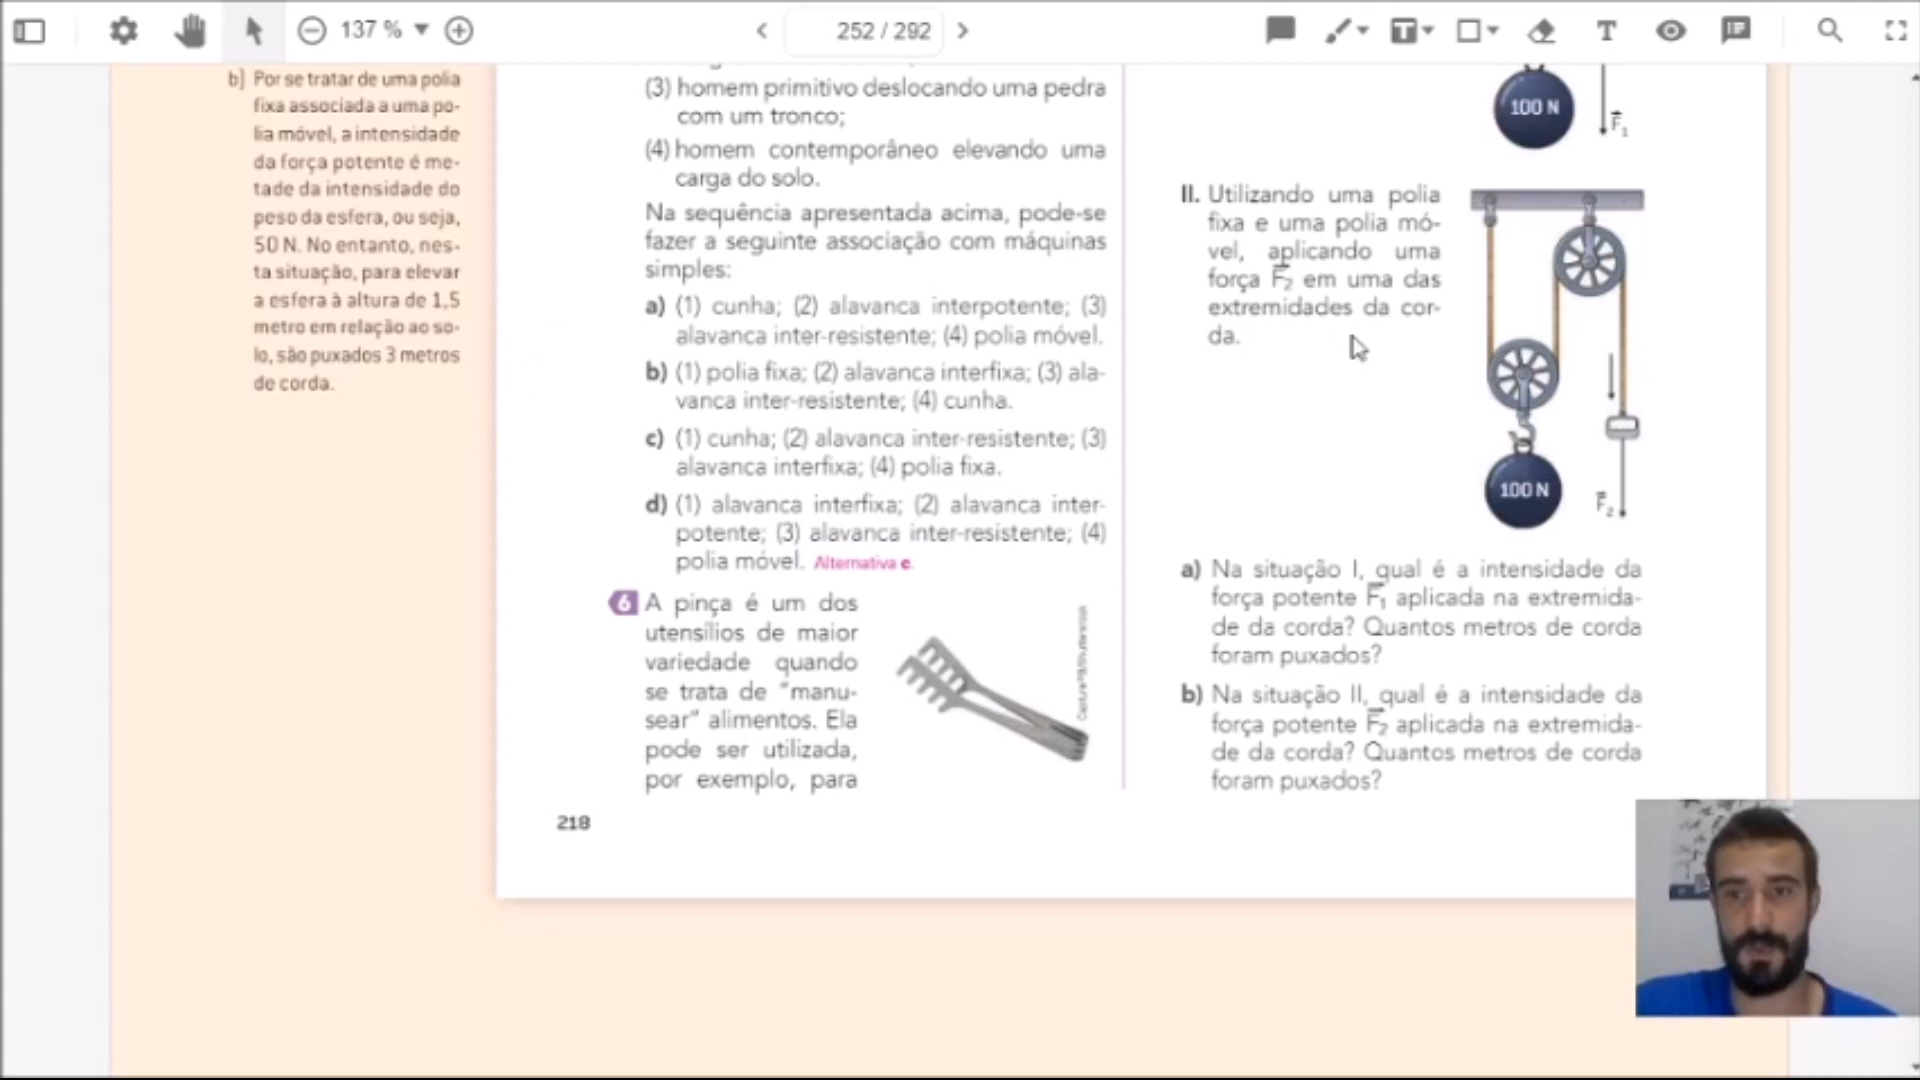 137 %
252 / 292
b) Por se tratar de uma polia
fixa associada a uma po-
lia móvel, a intensidade
da força potente é me-
tade da intensidade do
peso da esfera, ou seja,
50 N. No entanto, nes-
ta situação, para elevar
a esfera à altura de 1,5
metro em relação ao so-
lo, são puxados 3 metros
de corda.
(3) homem primitivo deslocando uma pedra
com um tronco;
(4) homem contemporâneo elevando uma
carga do solo.
Na sequência apresentada acima, pode-se
fazer a seguinte associação com máquinas
simples:
a) (1) cunha; (2) alavanca interpotente; (3)
alavanca inter-resistente; (4) polia móvel.
b) (1) polia fixa; (2) alavanca interfixa; (3) ala-
vanca inter-resistente; (4) cunha.
c) (1) cunha; (2) alavanca inter-resistente; (3)
alavanca interfixa; (4) polia fixa.
d) (1) alavanca interfixa; (2) alavanca inter-
potente; (3) alavanca inter-resistente; (4)
polia móvel. Alternativa c.
6 A pinça é um dos
utensílios de maior
variedade quando
se trata de "manu-
sear" alimentos. Ela
pode ser utilizada,
por exemplo, para
218
100 N
F1
II. Utilizando uma polia
fixa e uma polia mó-
vel, aplicando uma
força F2 em uma das
extremidades da cor-
da.
100 N
F2
a) Na situação I, qual é a intensidade da
força potente F1 aplicada na extremida-
de da corda? Quantos metros de corda
foram puxados?
b) Na situação II, qual é a intensidade da
força potente F2 aplicada na extremida-
de da corda? Quantos metros de corda
foram puxados?